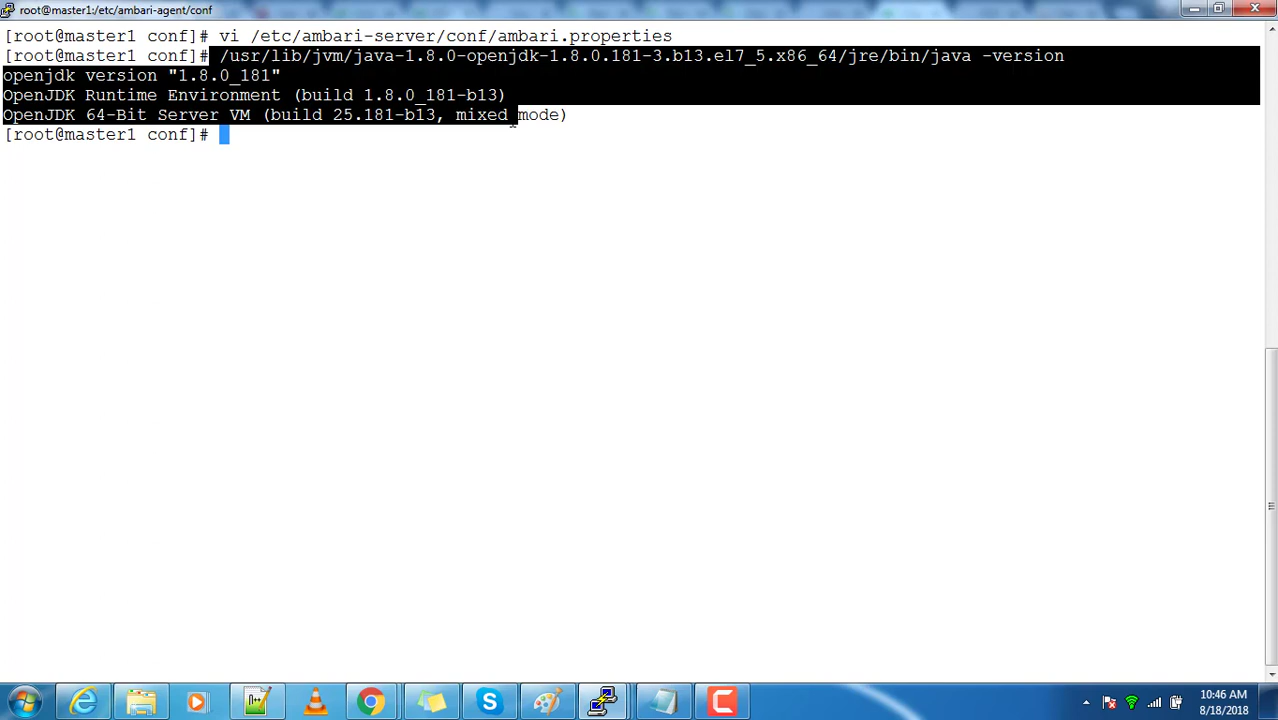 root@master1:/etc/ambari-agent/conf
[root@master1 conf]# vi /etc/ambari-server/conf/ambari.properties
[root@master1 conf]# /usr/lib/jvm/java-1.8.0-openjdk-1.8.0.181-3.b13.el7_5.x86_64/jre/bin/java -version
openjdk version "1.8.0_181"
OpenJDK Runtime Environment (build 1.8.0_181-b13)
OpenJDK 64-Bit Server VM (build 25.181-b13, mixed mode)
[root@master1 conf]#
10:46 AM
8/18/2018